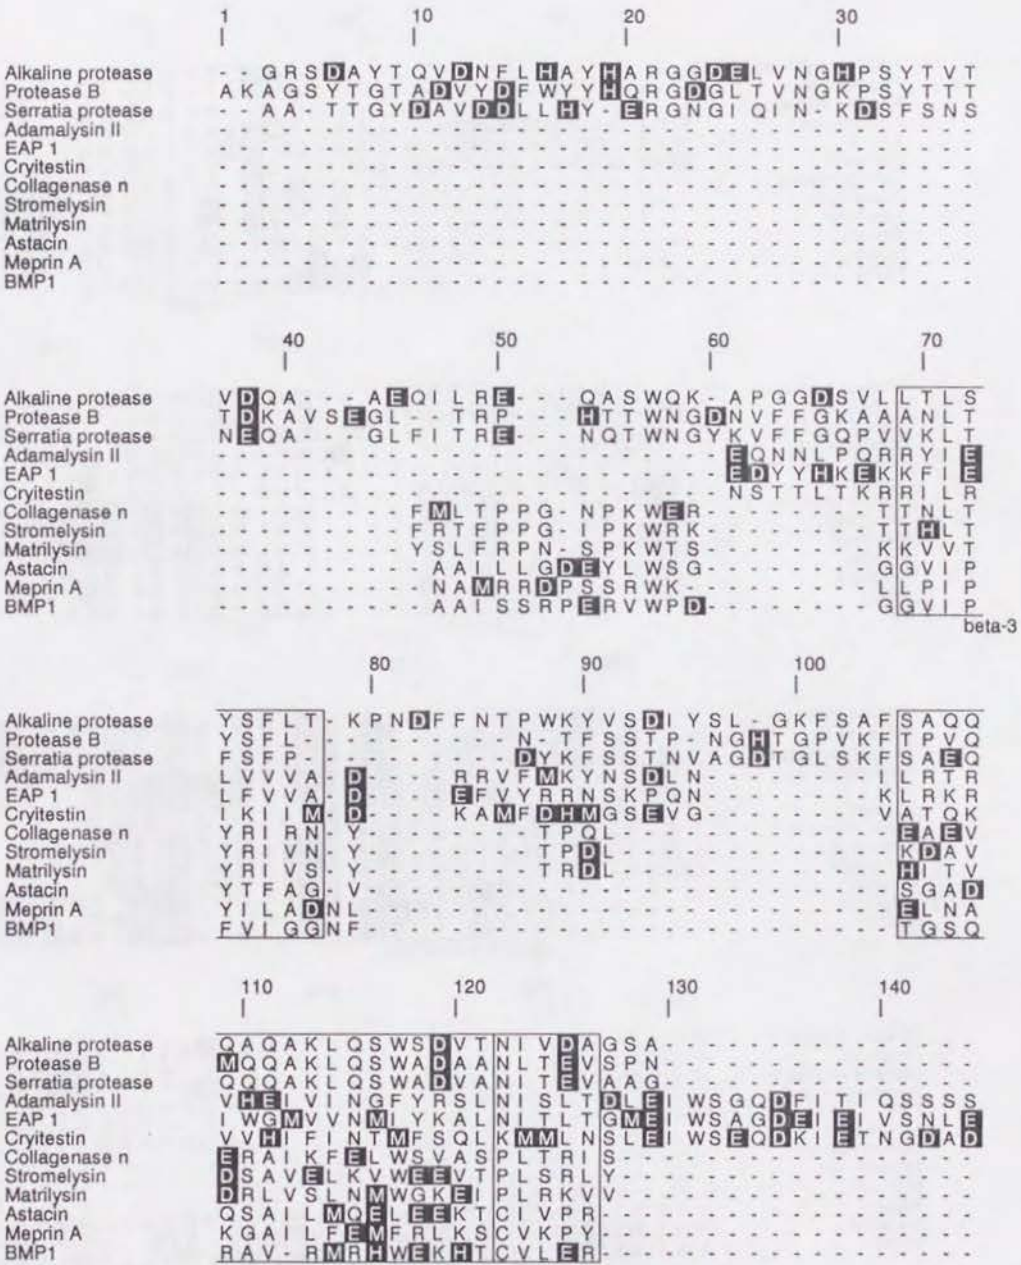 1 10 20 30
Alkaline protease - - G R S D A Y T Q V D N F L H A Y H A R G G D E L V N G H P S Y T V T
Protease B A K A G S Y T G T A D V Y D F W Y Y H Q R G D G L T V N G K P S Y T T T
Serratia protease - - A A - T T G Y D A V D D L L H Y - E R G N G I Q I N - K D S F S N S
Adamalysin II - - - - - - - - - - - - - - - - - - - - - - - - - - - - - - - - - - - -
EAP 1 - - - - - - - - - - - - - - - - - - - - - - - - - - - - - - - - - - - -
Cryitestin - - - - - - - - - - - - - - - - - - - - - - - - - - - - - - - - - - - -
Collagenase n - - - - - - - - - - - - - - - - - - - - - - - - - - - - - - - - - - - -
Stromelysin - - - - - - - - - - - - - - - - - - - - - - - - - - - - - - - - - - - -
Matrilysin - - - - - - - - - - - - - - - - - - - - - - - - - - - - - - - - - - - -
Astacin - - - - - - - - - - - - - - - - - - - - - - - - - - - - - - - - - - - -
Meprin A - - - - - - - - - - - - - - - - - - - - - - - - - - - - - - - - - - - -
BMP1 - - - - - - - - - - - - - - - - - - - - - - - - - - - - - - - - - - - -
40 50 60 70
Alkaline protease V D Q A - - - A E Q I L R E - - - Q A S W Q K - A P G G D S V L L T L S
Protease B T D K A V S E G L - - T R P - - - H T T W N G D N V F F G K A A A N L T
Serratia protease N E Q A - - - G L F I T R E - - - N Q T W N G Y K V F F G Q P V V K L T
Adamalysin II - - - - - - - - - - - - - - - - - - - - - - - - E Q N N L P Q R R Y I E
EAP 1 - - - - - - - - - - - - - - - - - - - - - - - - E D Y Y H K E K K F I E
Cryitestin - - - - - - - - - - - - - - - - - - - - - - - - N S T T L T K R R I L R
Collagenase n - - - - - - - - - F M L T P P G - N P K W E R - - - - - - - - T T N L T
Stromelysin - - - - - - - - - F R T F P P G - I P K W R K - - - - - - - - T T H L T
Matrilysin - - - - - - - - - Y S L F R P N - S P K W T S - - - - - - - - K K V V T
Astacin - - - - - - - - - - A A I L L G D E Y L W S G - - - - - - - - G G V I P
Meprin A - - - - - - - - - - N A M R R D P S S R W K - - - - - - - - - L L P I P
BMP1 - - - - - - - - - - A A I S S R P E R V W P D - - - - - - - - G G V I P
beta-3
80 90 100
Alkaline protease Y S F L T - K P N D F F N T P W K Y V S D I Y S L - G K F S A F S A Q Q
Protease B Y S F L - - - - - - - - - - N - T F S S T P - N G H T G P V K F T P V Q
Serratia protease F S F P - - - - - - - - - - D Y K F S S T N V A G D T G L S K F S A E Q
Adamalysin II L V V V A - D - - - - R R V F M K Y N S D L N - - - - - - I L R T R
EAP 1 L F V V A - D - - - - E F V Y R R N S K P Q N - - - - - - K L R K R
Cryitestin I K I I M - D - - - - K A M F D H M G S E V G - - - - - - V A T Q K
Collagenase n Y R I R N - Y - - - - - - - - T P Q L - - - - - - - - - - - - - E A E V
Stromelysin Y R I V N - Y - - - - - - - - T P D L - - - - - - - - - - - - - K D A V
Matrilysin Y R I V S - Y - - - - - - - - T R D L - - - - - - - - - - - - - H I T V
Astacin Y T F A G - V - - - - - - - - - - - - - - - - - - - - - - - - - S G A D
Meprin A Y I L A D N L - - - - - - - - - - - - - - - - - - - - - - - - - E L N A
BMP1 F V I G G N F - - - - - - - - - - - - - - - - - - - - - - - - - T G S Q
110 120 130 140
Alkaline protease Q A Q A K L Q S W S D V T N I V D A G S A - - - - - - - - - - - - - - -
Protease B M Q Q A K L Q S W A D A A N L T E V S P N - - - - - - - - - - - - - - -
Serratia protease Q Q Q A K L Q S W A D V A N I T E V A A G - - - - - - - - - - - - - - -
Adamalysin II V H E I V I N G F Y R S L N I S L T D L E I W S G Q D F I T I Q S S S S
EAP 1 I W G M V V N M I Y K A L N I T L T G M E I W S A G D E I E I V S N L E
Cryitestin V V H I F I N T M F S Q L K M M L N S L E I W S E Q D K I E T N G D A D
Collagenase n E R A I K F E L W S V A S P L T R I S - - - - - - - - - - - - - - - - -
Stromelysin D S A V E L K V W E E V T P L S R L Y - - - - - - - - - - - - - - - - -
Matrilysin D R L V S L N M W G K E I P L R K V V - - - - - - - - - - - - - - - - -
Astacin Q S A I L M Q E L E E K T C I V P R - - - - - - - - - - - - - - - - - -
Meprin A K G A I L F E M F R L K S C V K P Y - - - - - - - - - - - - - - - - - -
BMP1 R A V - R M R H W E K H T C V L E R - - - - - - - - - - - - - - - - - -